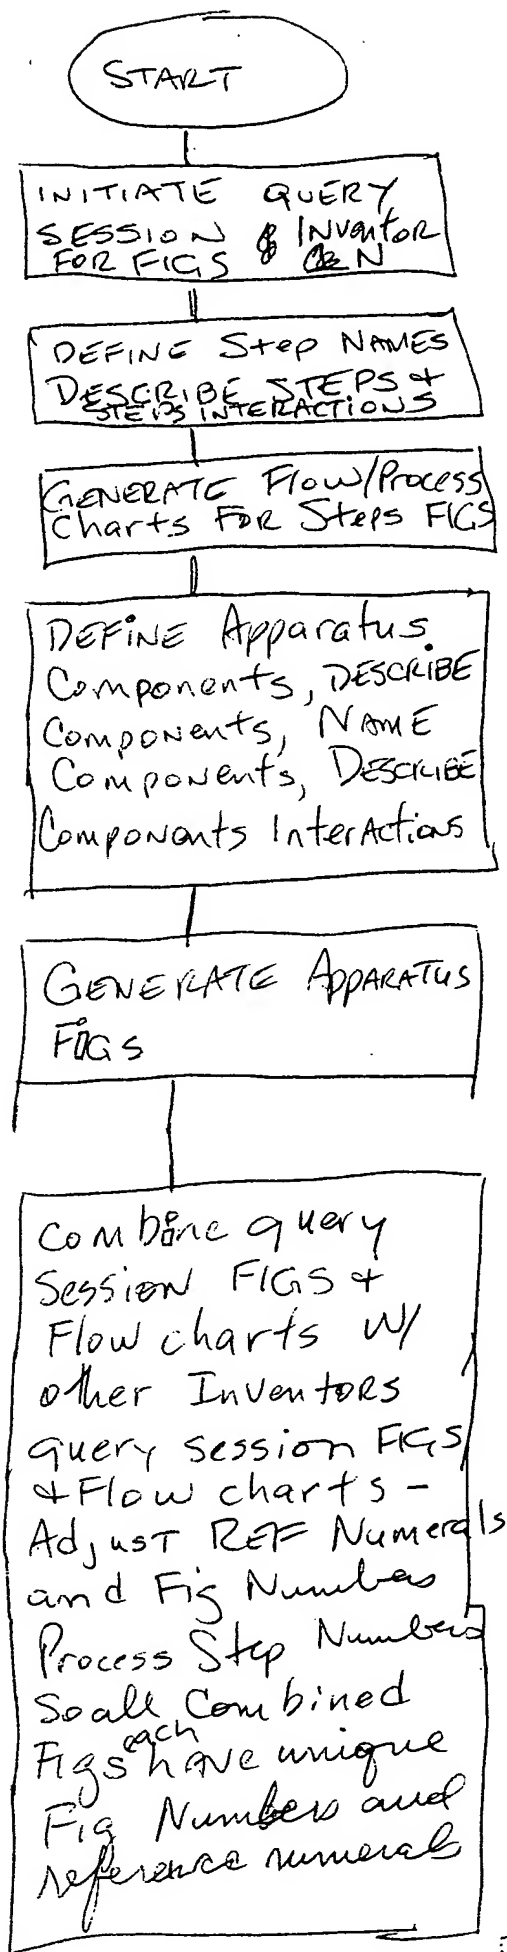 START
INITIATE QUERY
SESSION & INVentoR
FOR FIGS & N
DEFINE Step NAMES
DESCRIBE STEPS &
STEPS INTERACTIONS
GENERATE Flow/Process
Charts FOR Steps FIGS
DEFINE Apparatus
Components, DESCRIBE
Components, NAME
Components, DESCRIBE
Components InterActions
GENERATE APPARATUS
FIGS
Combine query
Session FIGS &
Flow charts W/
other InventoRS
query session FIGS
& Flow charts -
Adjust REF Numerals
and Fig Numbers
Process Step Numbers
So all Combined
Figs each have unique
Fig Numbers and
reference numerals